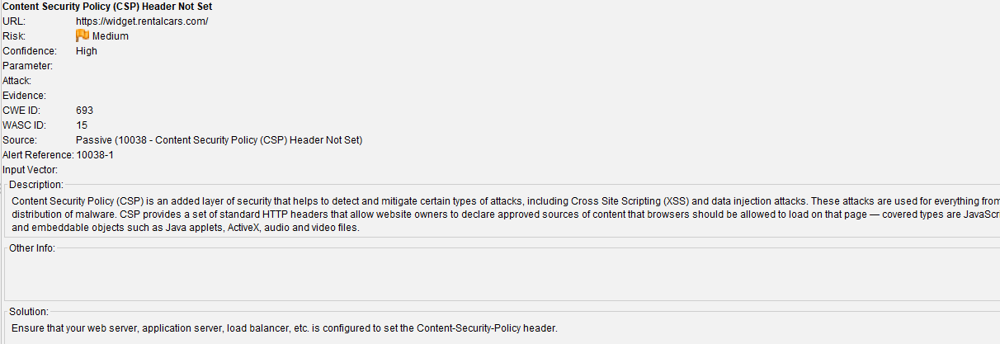 Content Security Policy (CSP) Header Not Set
URL: https://widget.rentalcars.com/
Risk: Medium
Confidence: High
Parameter:
Attack:
Evidence:
CWE ID: 693
WASC ID: 15
Source: Passive (10038 - Content Security Policy (CSP) Header Not Set)
Alert Reference: 10038-1
Input Vector:
Description:
Content Security Policy (CSP) is an added layer of security that helps to detect and mitigate certain types of attacks, including Cross Site Scripting (XSS) and data injection attacks. These attacks are used for everything from
distribution of malware. CSP provides a set of standard HTTP headers that allow website owners to declare approved sources of content that browsers should be allowed to load on that page — covered types are JavaScr
and embeddable objects such as Java applets, ActiveX, audio and video files.
Other Info:
Solution:
Ensure that your web server, application server, load balancer, etc. is configured to set the Content-Security-Policy header.